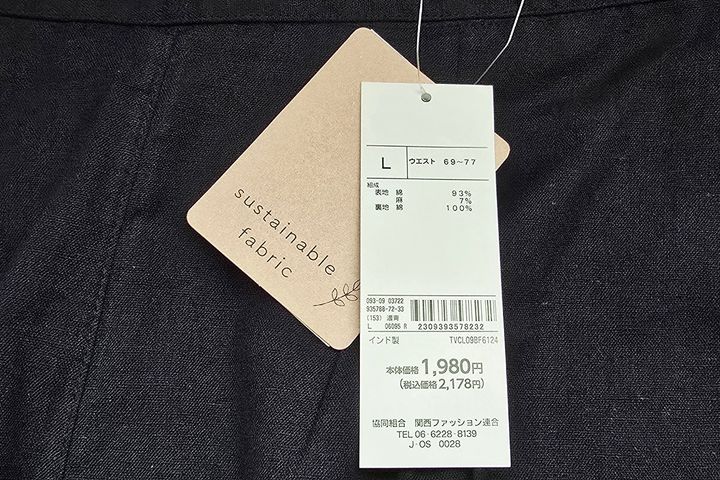 sustainable
fabric
L ウエスト 69～77
組成
表地 綿 93%
麻 7%
裏地 綿 100%
093-09 03722
935768-72-33
(153) 濃青
L 06095 R 2309393578232
インド製 TVCL09BF6124
本体価格 1,980円
(税込価格2,178円)
協同組合 関西ファッション連合
TEL 06-6228-8139
J-OS 0028